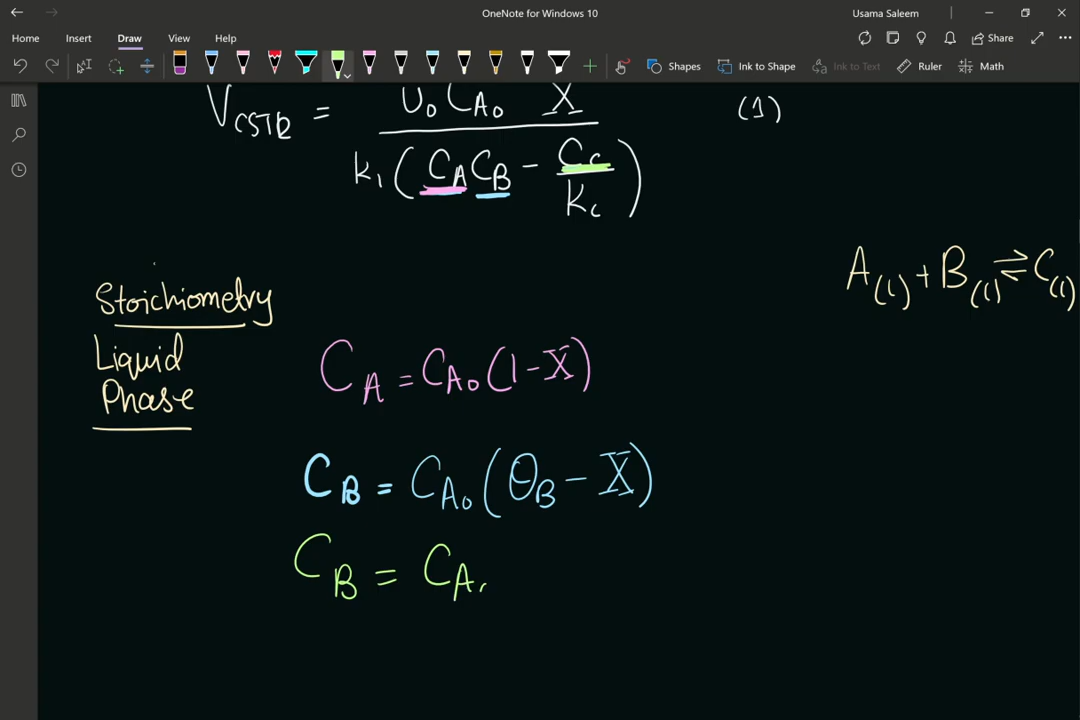 OneNote for Windows 10
Usama Saleem
Home Insert Draw View Help
Share
Shapes Ink to Shape Ink to Text Ruler Math
V_CSTR = υ₀ C_A₀ X / k₁ (C_A C_B − C_C / K_C) (1)
A(l) + B(l) ⇌ C(l)
Stoichiometry
Liquid
Phase
C_A = C_A₀ (1 − X)
C_B = C_A₀ (Θ_B − X)
C_B = C_A